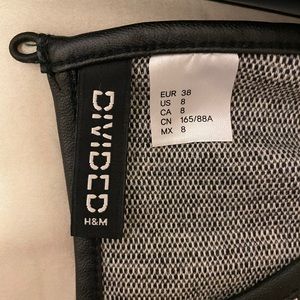 DIVIDED
H&M
EUR 38
US 8
CA 8
CN 165/88A
MX 8